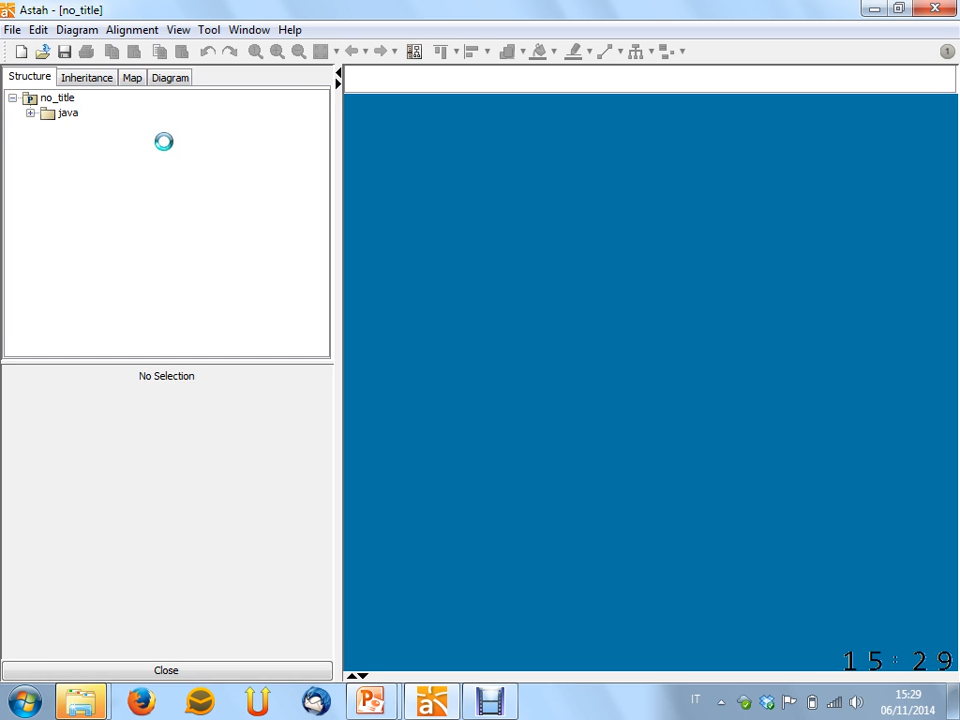 Astah - [no_title]
File Edit Diagram Alignment View Tool Window Help
1
Structure Inheritance Map Diagram
no_title
java
No Selection
Close
15:29
IT
15:29
06/11/2014